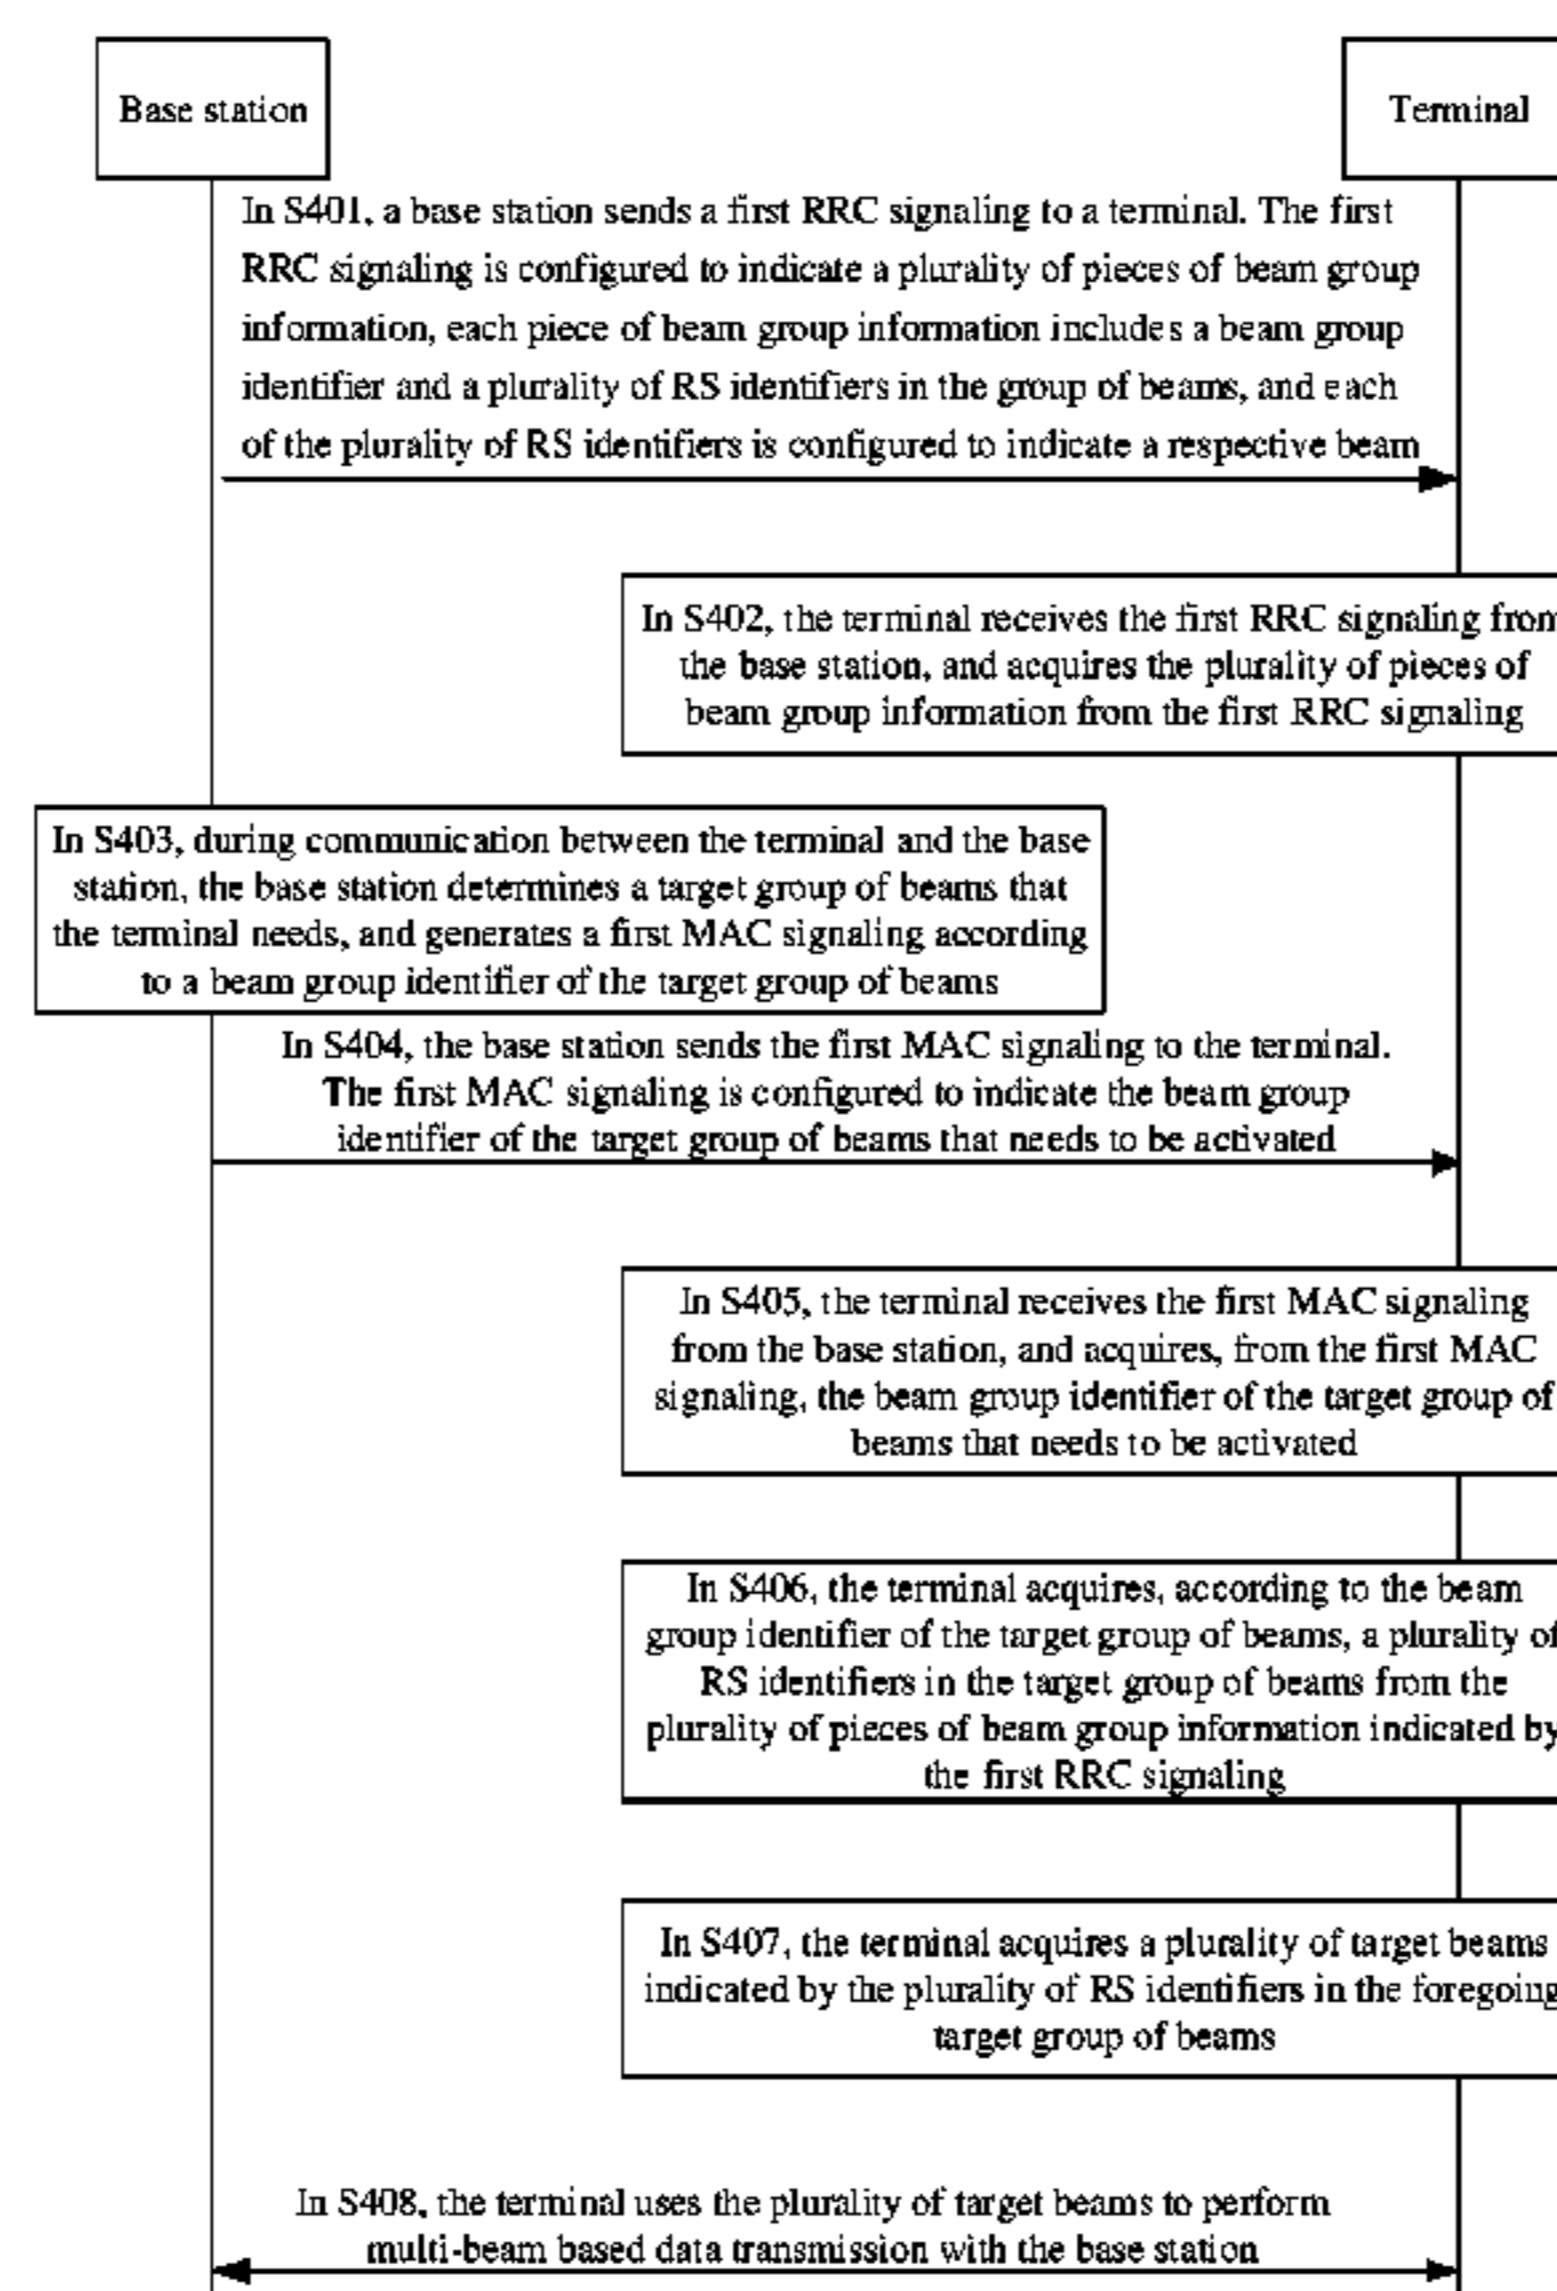 Base station
Terminal
In S401, a base station sends a first RRC signaling to a terminal. The first
RRC signaling is configured to indicate a plurality of pieces of beam group
information, each piece of beam group information includes a beam group
identifier and a plurality of RS identifiers in the group of beams, and each
of the plurality of RS identifiers is configured to indicate a respective beam
In S402, the terminal receives the first RRC signaling from
the base station, and acquires the plurality of pieces of
beam group information from the first RRC signaling
In S403, during communication between the terminal and the base
station, the base station determines a target group of beams that
the terminal needs, and generates a first MAC signaling according
to a beam group identifier of the target group of beams
In S404, the base station sends the first MAC signaling to the terminal.
The first MAC signaling is configured to indicate the beam group
identifier of the target group of beams that needs to be activated
In S405, the terminal receives the first MAC signaling
from the base station, and acquires, from the first MAC
signaling, the beam group identifier of the target group of
beams that needs to be activated
In S406, the terminal acquires, according to the beam
group identifier of the target group of beams, a plurality of
RS identifiers in the target group of beams from the
plurality of pieces of beam group information indicated by
the first RRC signaling
In S407, the terminal acquires a plurality of target beams
indicated by the plurality of RS identifiers in the foregoing
target group of beams
In S408, the terminal uses the plurality of target beams to perform
multi-beam based data transmission with the base station